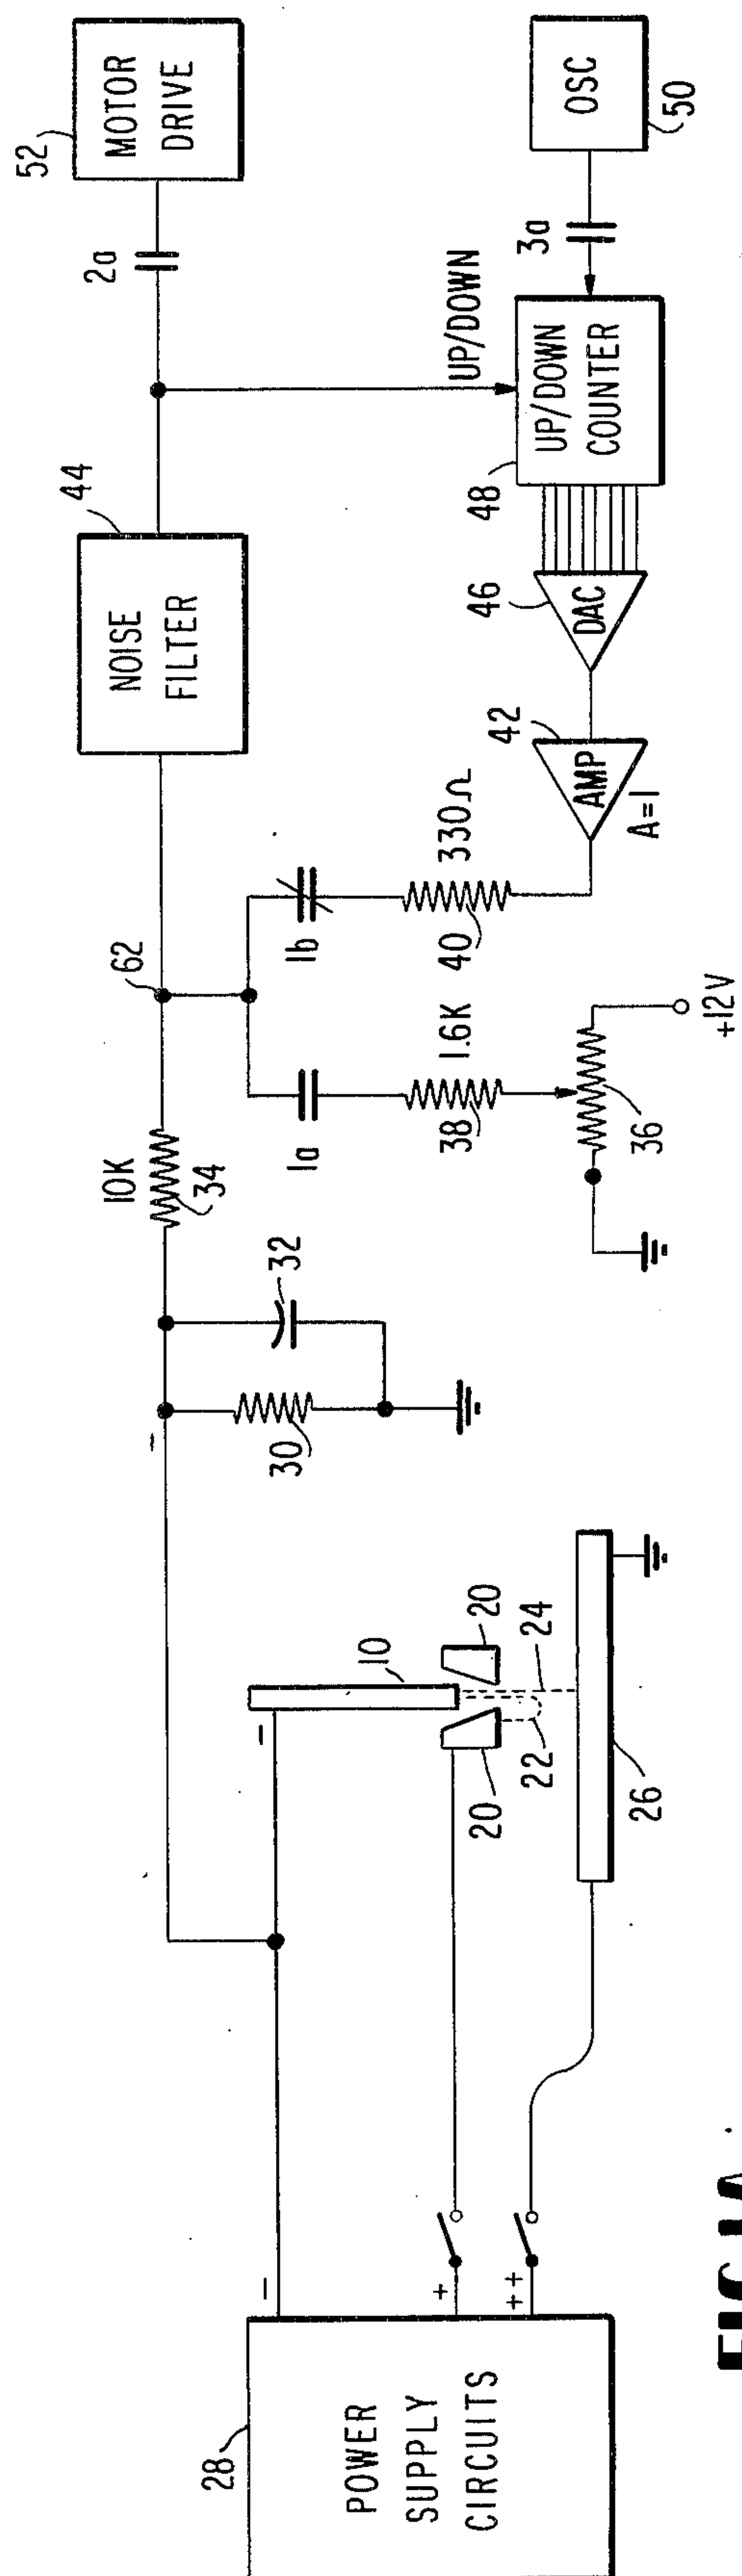 28
POWER
SUPPLY
CIRCUITS
−
+
++
−
10
20
20
22
24
26
−
30
32
10K
34
62
1a
1b
1.6K
38
330Ω
40
36
+12V
NOISE
FILTER
44
AMP
42
A=1
DAC
46
UP/DOWN
COUNTER
48
UP/DOWN
2a
3a
MOTOR
DRIVE
52
OSC
50